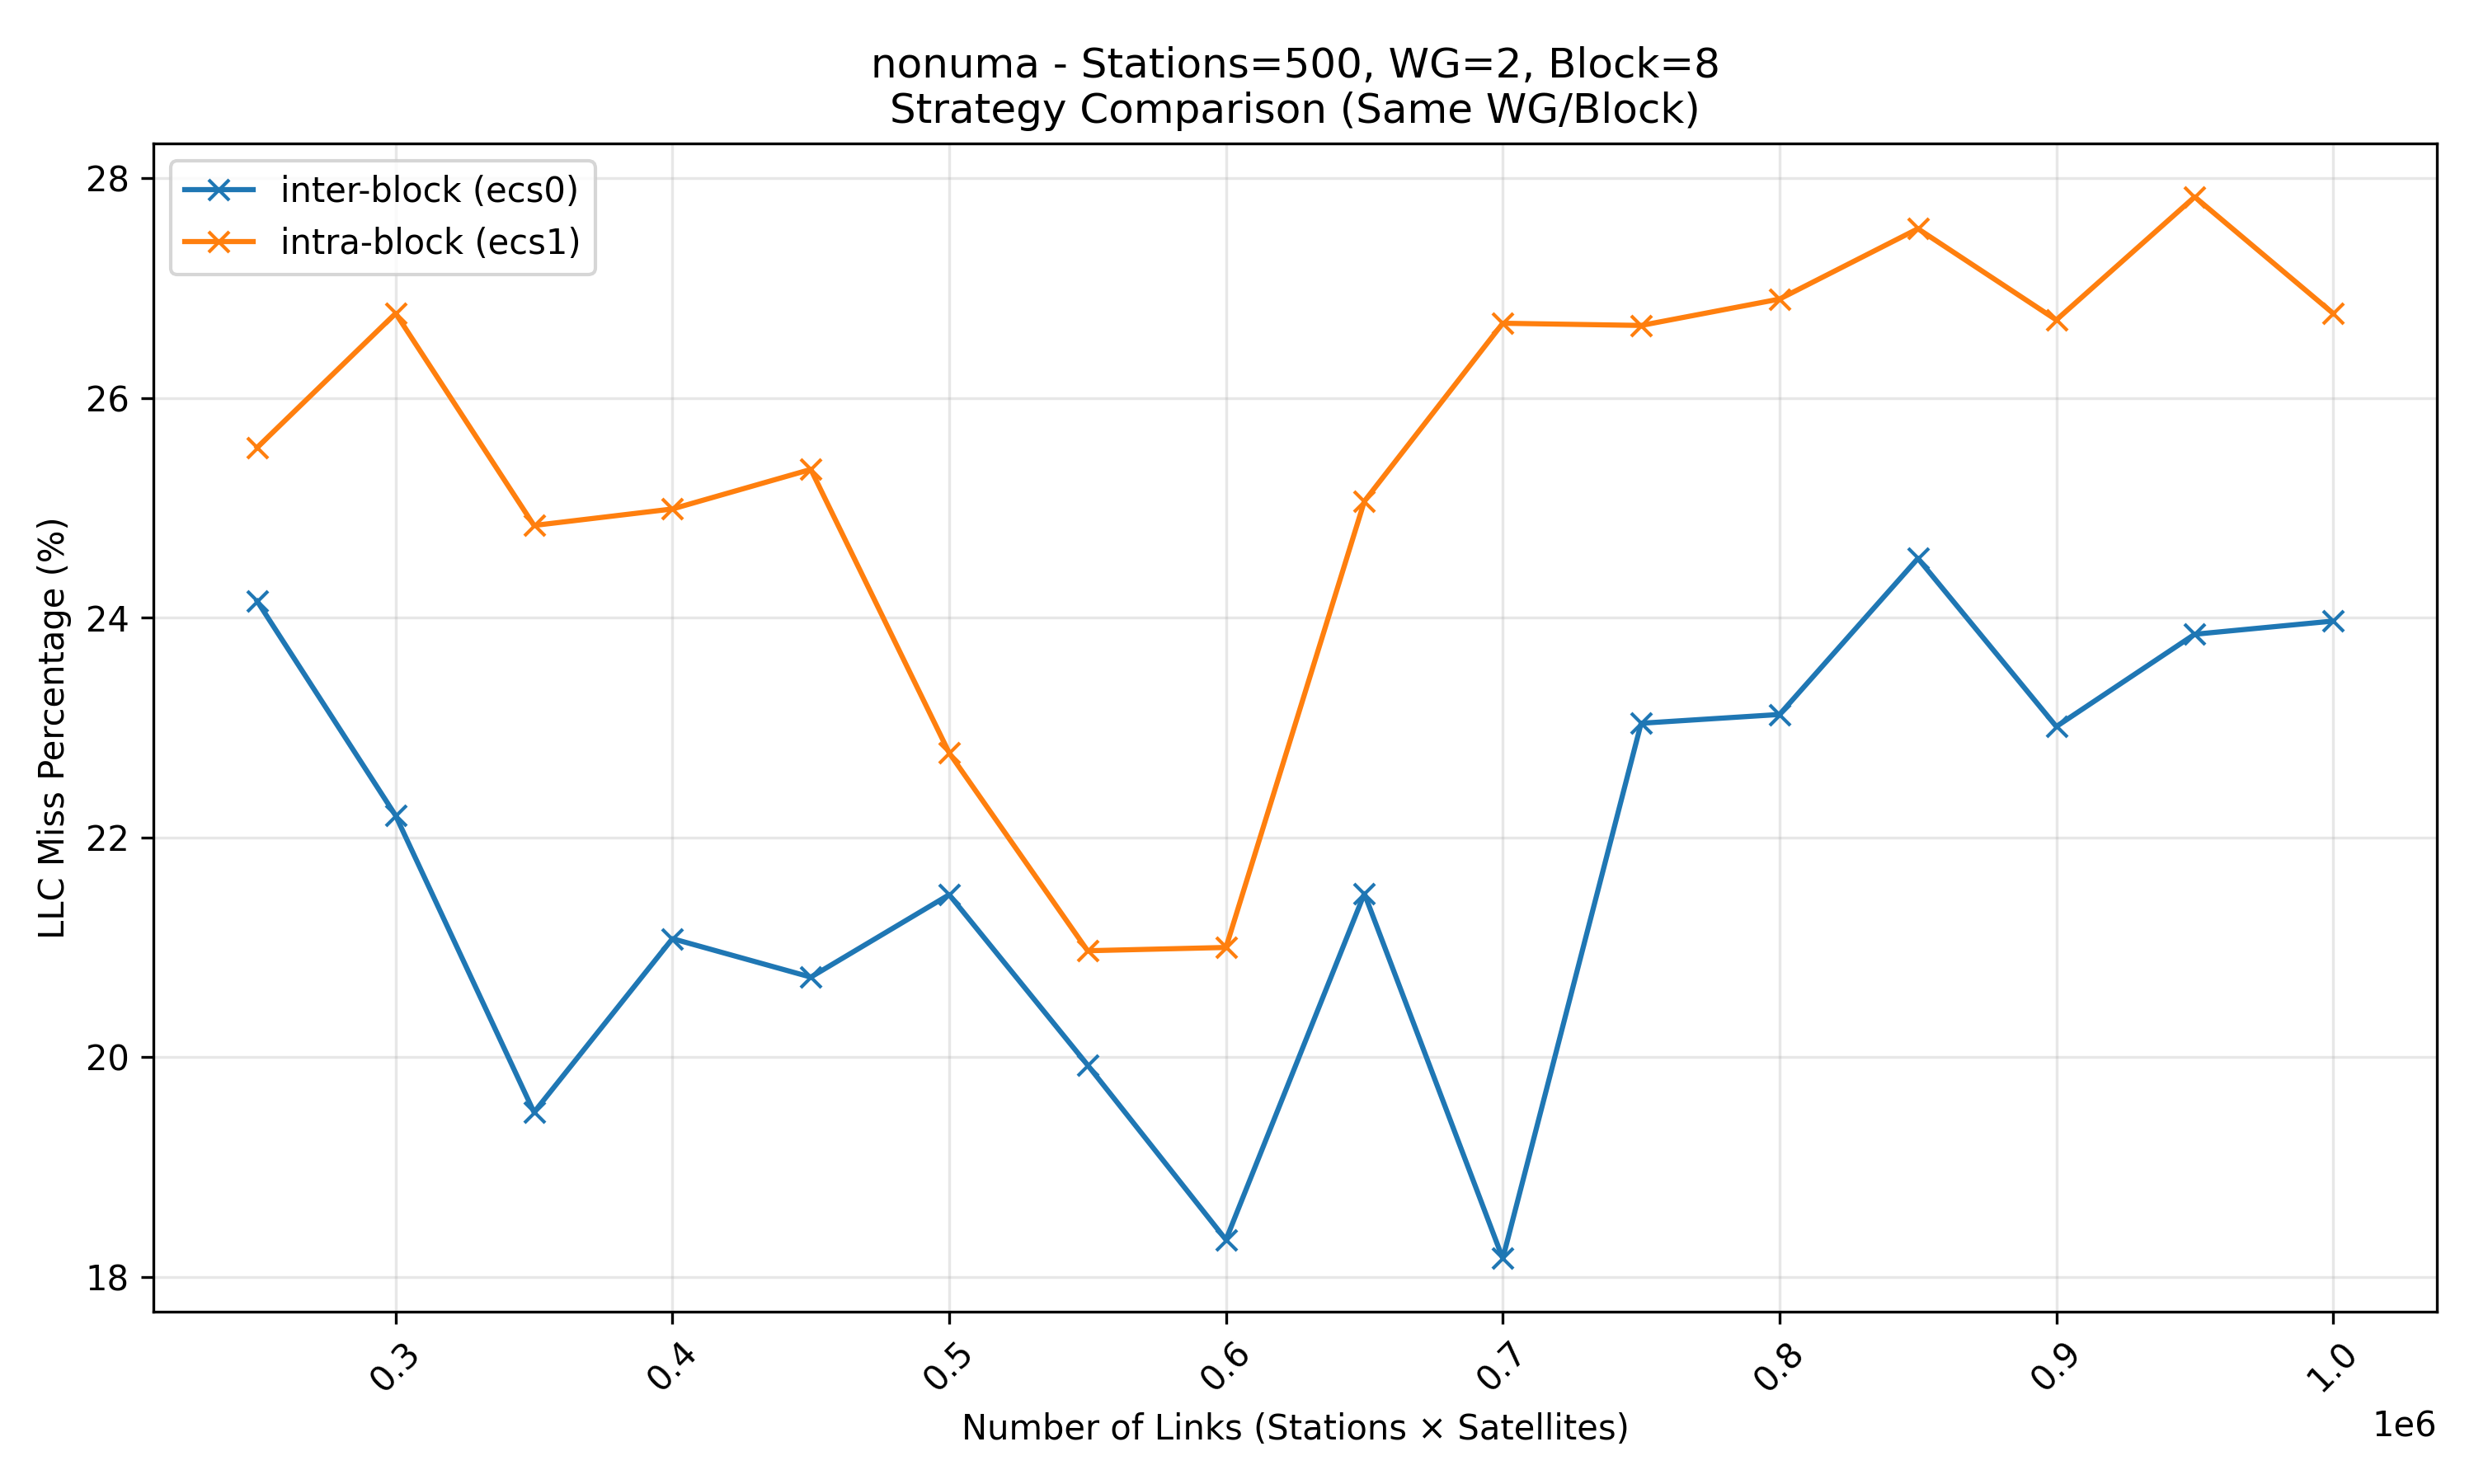 nonuma - Stations=500, WG=2, Block=8
Strategy Comparison (Same WG/Block)
inter-block (ecs0)
intra-block (ecs1)
LLC Miss Percentage (%)
28
26
24
22
20
18
0.3
0.4
0.5
0.6
0.7
0.8
0.9
1.0
1e6
Number of Links (Stations × Satellites)